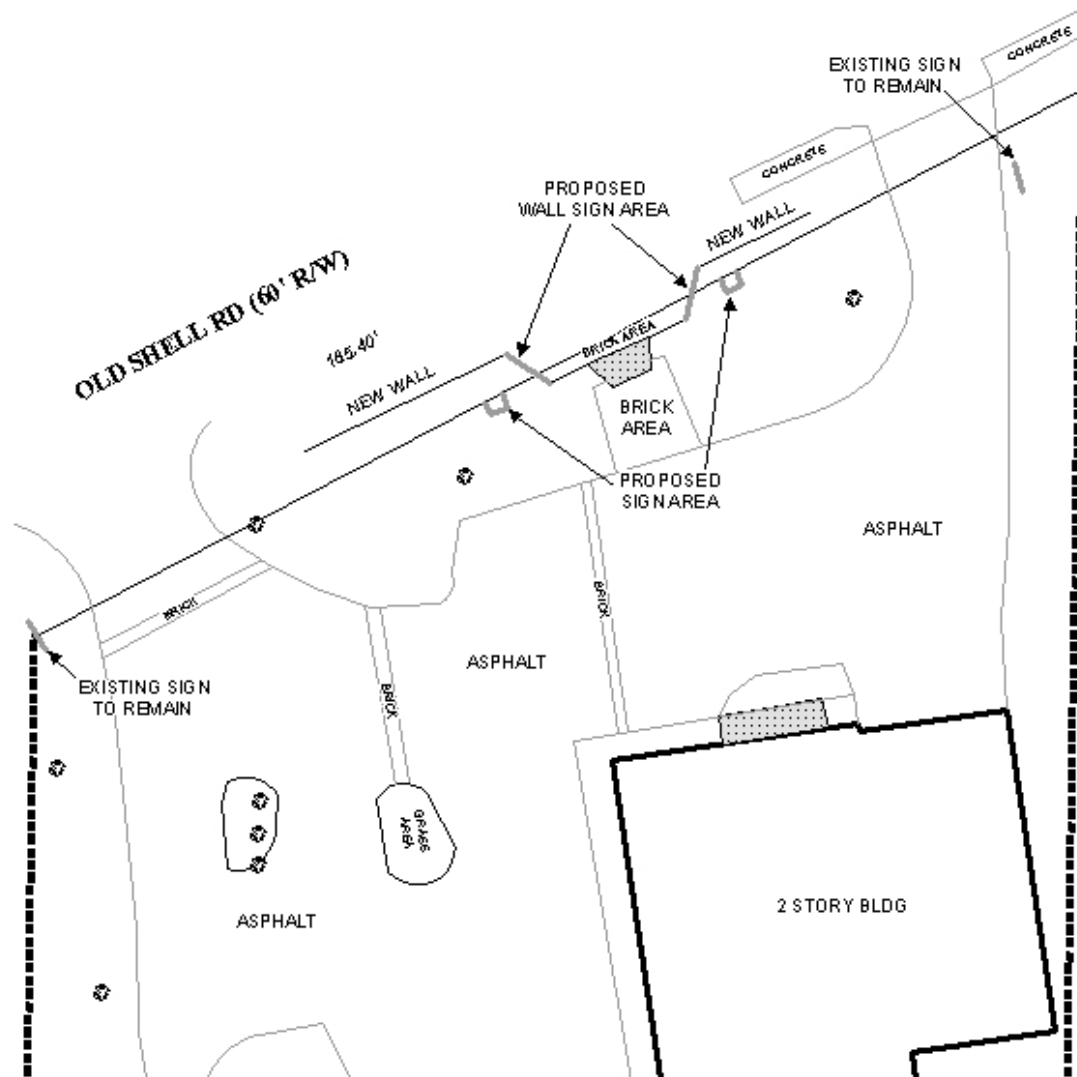 CONCRETE
EXISTING SIGN
TO REMAIN
CONCRETE
PROPOSED
WALL SIGN AREA
NEW WALL
OLD SHELL RD (60' R/W)
165.40'
BRICK AREA
NEW WALL
BRICK
AREA
PROPOSED
SIGN AREA
ASPHALT
BRICK
BRICK
ASPHALT
EXISTING SIGN
TO REMAIN
BRICK
GRASS
AREA
2 STORY BLDG
ASPHALT